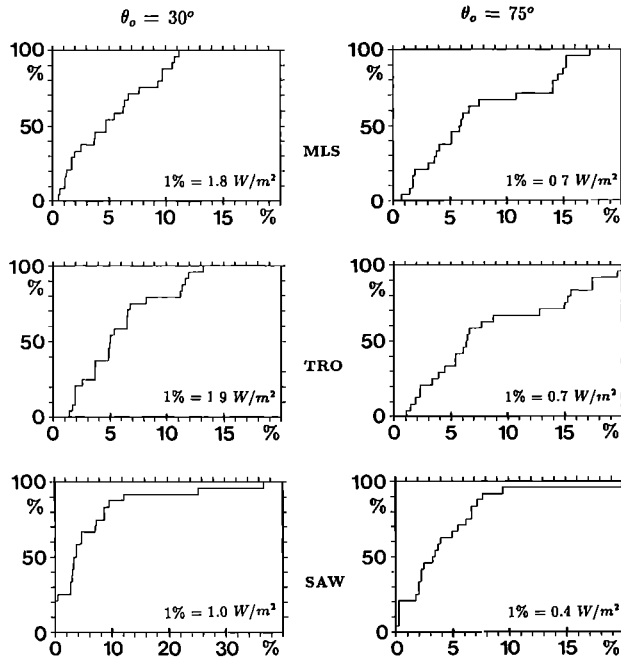 θo = 30o
θo = 75o
100
%
50
0
0 5 10 15 %
1% = 1.8 W/m2
MLS
100
%
50
0
0 5 10 15 %
1% = 0 7 W/m2
100
%
50
0
0 5 10 15 %
1% = 1 9 W/m2
TRO
100
%
50
0
0 5 10 15 %
1% = 0.7 W/m2
100
%
50
0
0 10 20 30 %
1% = 1.0 W/m2
SAW
100
%
50
0
0 5 10 15 %
1% = 0.4 W/m2